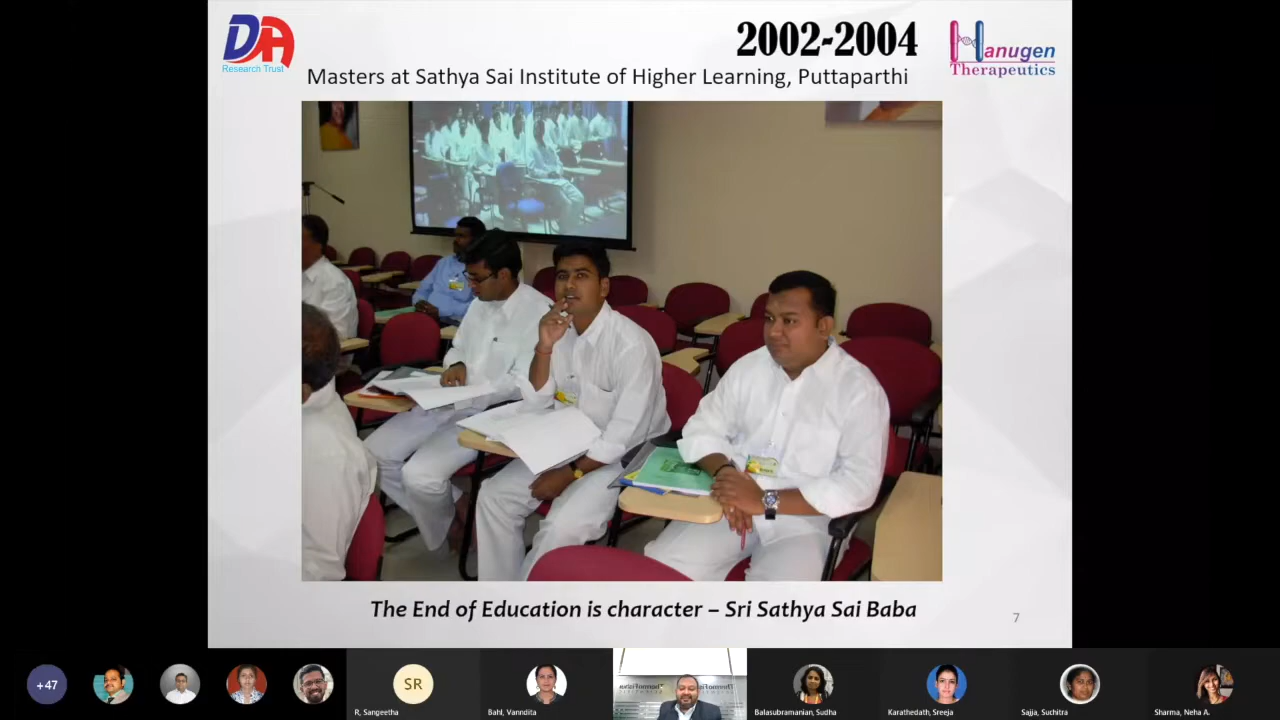 DA
Research Trust
2002-2004
Hanugen
Therapeutics
Masters at Sathya Sai Institute of Higher Learning, Puttaparthi
The End of Education is character – Sri Sathya Sai Baba
7
+47
SR
R, Sangeetha
Bahl, Vanndita
ThermoFisher
Balasubramanian, Sudha
Karethedath, Sreeja
Sajja, Suchitra
Sharma, Neha A.